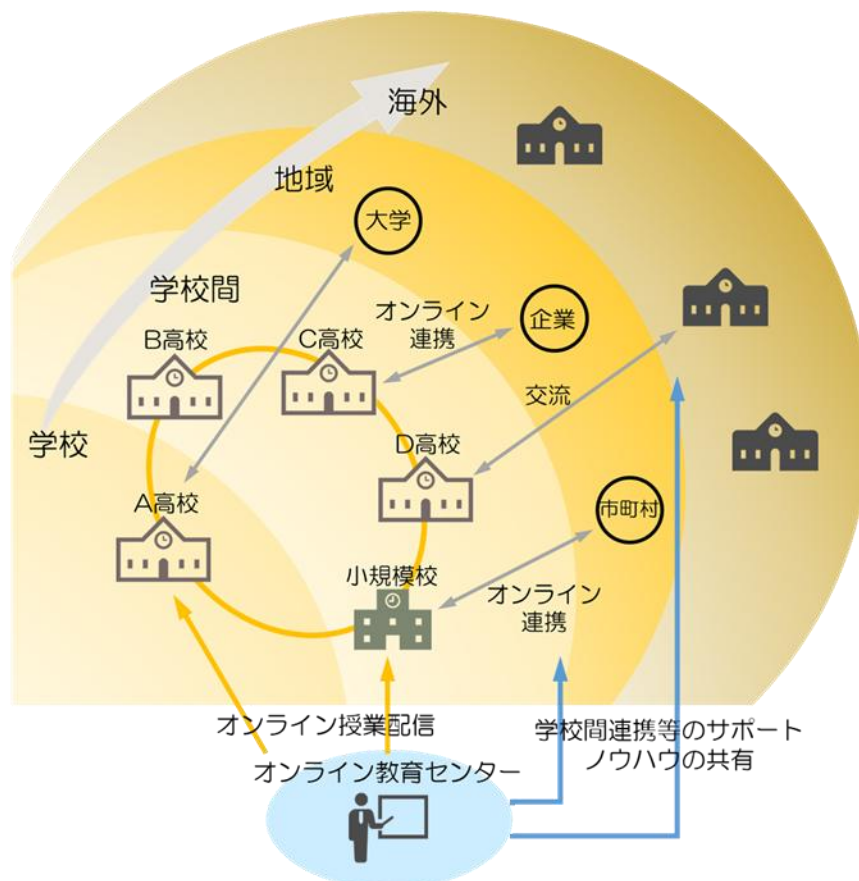 海外
地域
大学
学校間
オンライン
連携
企業
B高校
C高校
交流
学校
D高校
A高校
市町村
小規模校
オンライン
連携
オンライン授業配信
学校間連携等のサポート
ノウハウの共有
オンライン教育センター